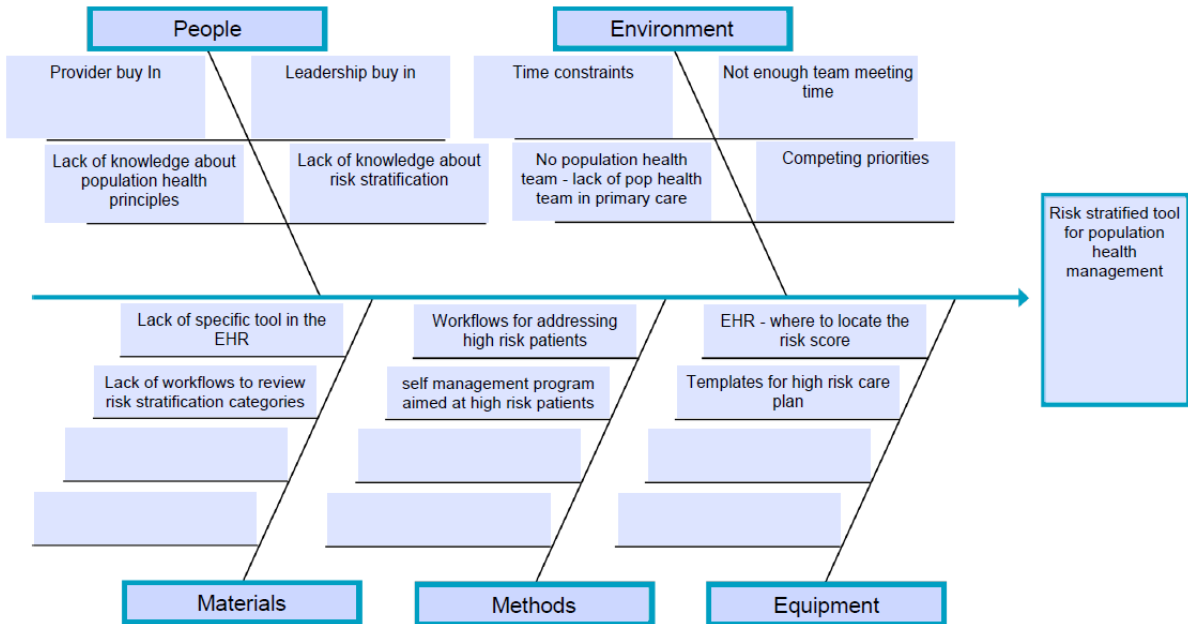 People
Environment
Provider buy In
Leadership buy in
Time constraints
Not enough team meeting
time
Lack of knowledge about
population health
principles
Lack of knowledge about
risk stratification
No population health
team - lack of pop health
team in primary care
Competing priorities
Risk stratified tool
for population
health
management
Lack of specific tool in the
EHR
Workflows for addressing
high risk patients
EHR - where to locate the
risk score
Lack of workflows to review
risk stratification categories
self management program
aimed at high risk patients
Templates for high risk care
plan
Materials
Methods
Equipment